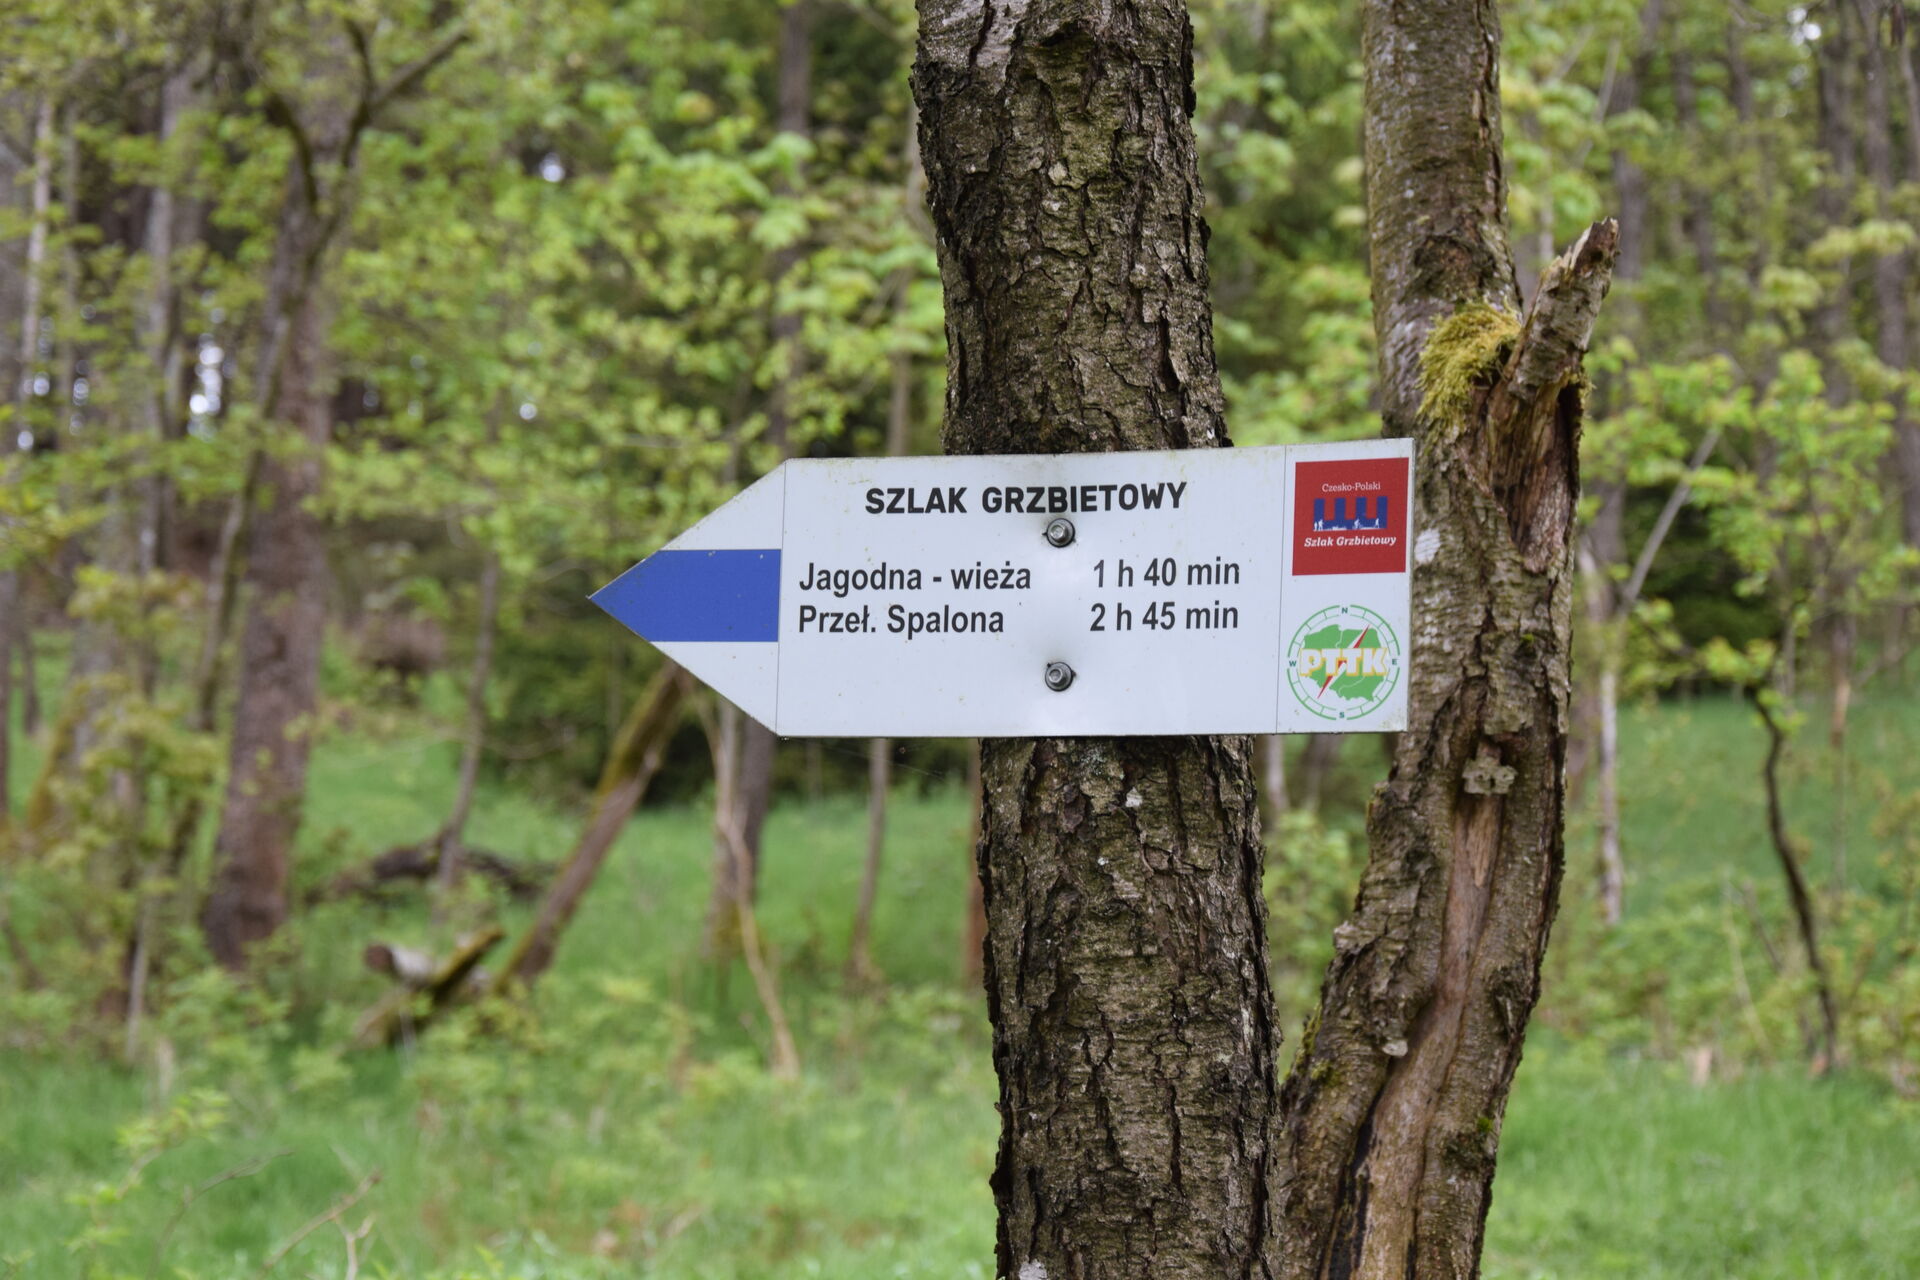 SZLAK GRZBIETOWY
Jagodna - wieża 1 h 40 min
Przeł. Spalona 2 h 45 min
Czesko-Polski
Szlak Grzbietowy
N
W PTTK E
S